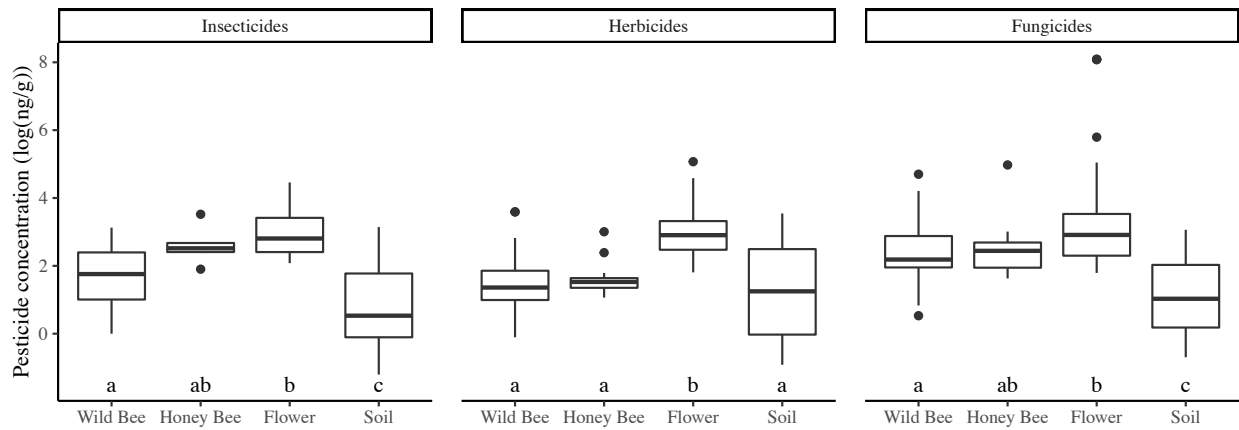 Insecticides Herbicides Fungicides
Pesticide concentration (log(ng/g))
8
6
4
2
0
a ab b c a a b a a ab b c
Wild Bee Honey Bee Flower Soil Wild Bee Honey Bee Flower Soil Wild Bee Honey Bee Flower Soil